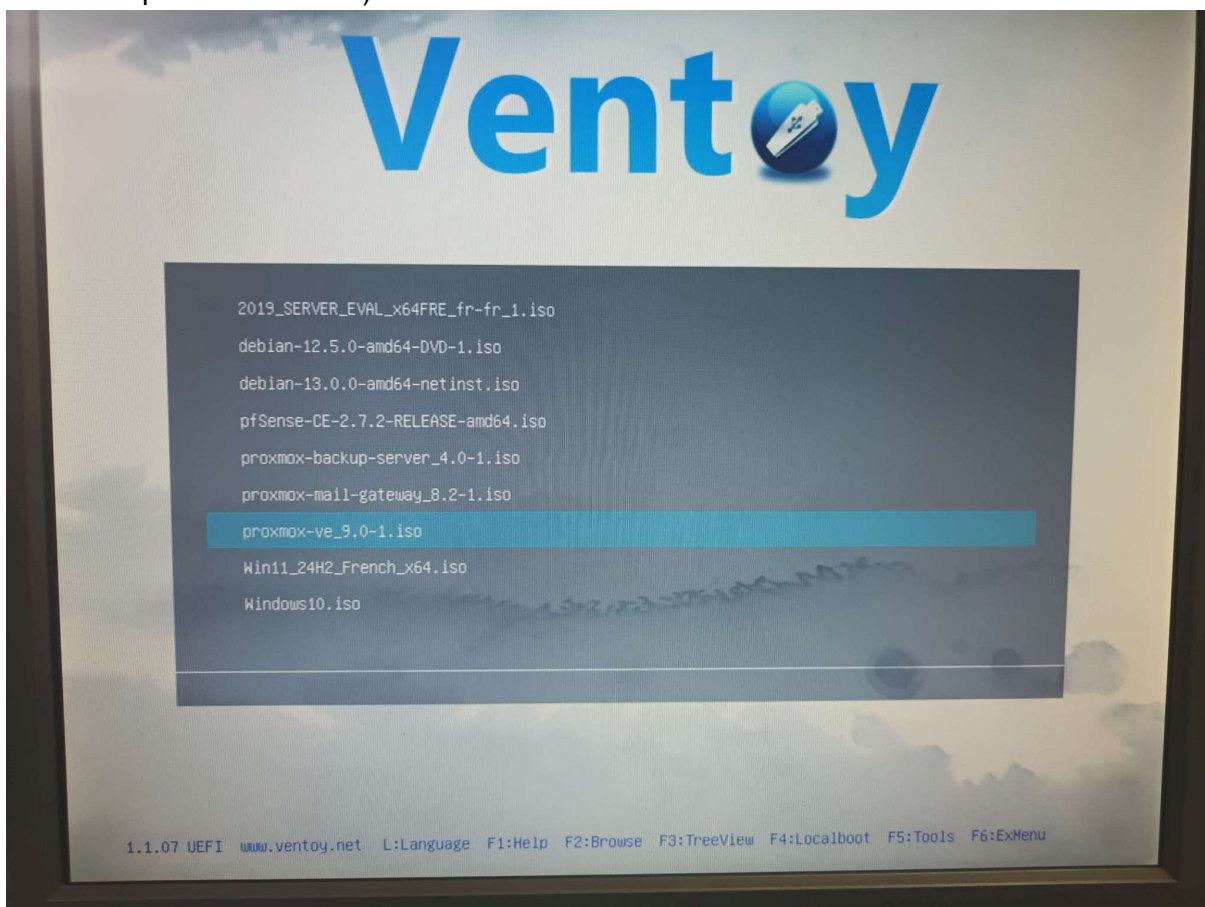 Ventoy
2019_SERVER_EVAL_x64FRE_fr-fr_1.iso
debian-12.5.0-amd64-DVD-1.iso
debian-13.0.0-amd64-netinst.iso
pfSense-CE-2.7.2-RELEASE-amd64.iso
proxmox-backup-server_4.0-1.iso
proxmox-mail-gateway_8.2-1.iso
proxmox-ve_9.0-1.iso
Win11_24H2_French_x64.iso
Windows10.iso
1.1.07 UEFI www.ventoy.net L:Language F1:Help F2:Browse F3:TreeView F4:Localboot F5:Tools F6:ExMenu